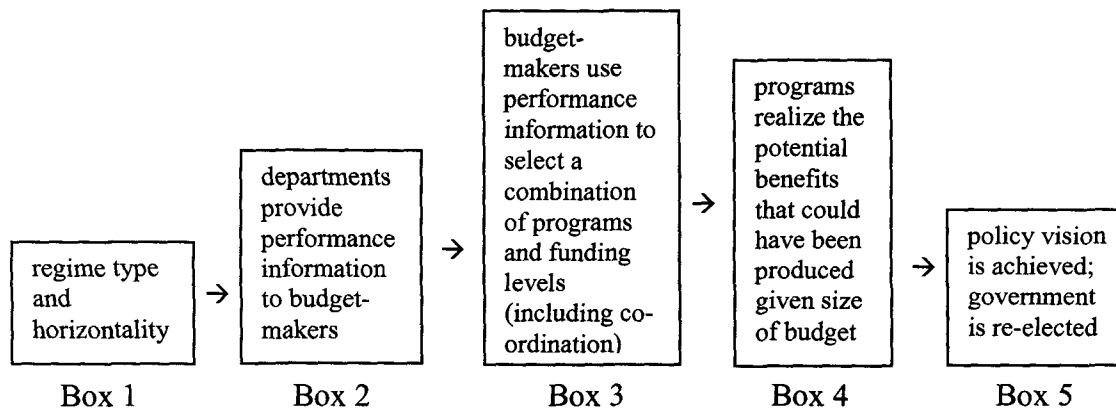 regime type
and
horizontality
→
departments
provide
performance
information
to budget-
makers
→
budget-
makers use
performance
information to
select a
combination
of programs
and funding
levels
(including co-
ordination)
→
programs
realize the
potential
benefits
that could
have been
produced
given size
of budget
→
policy vision
is achieved;
government
is re-elected
Box 1
Box 2
Box 3
Box 4
Box 5